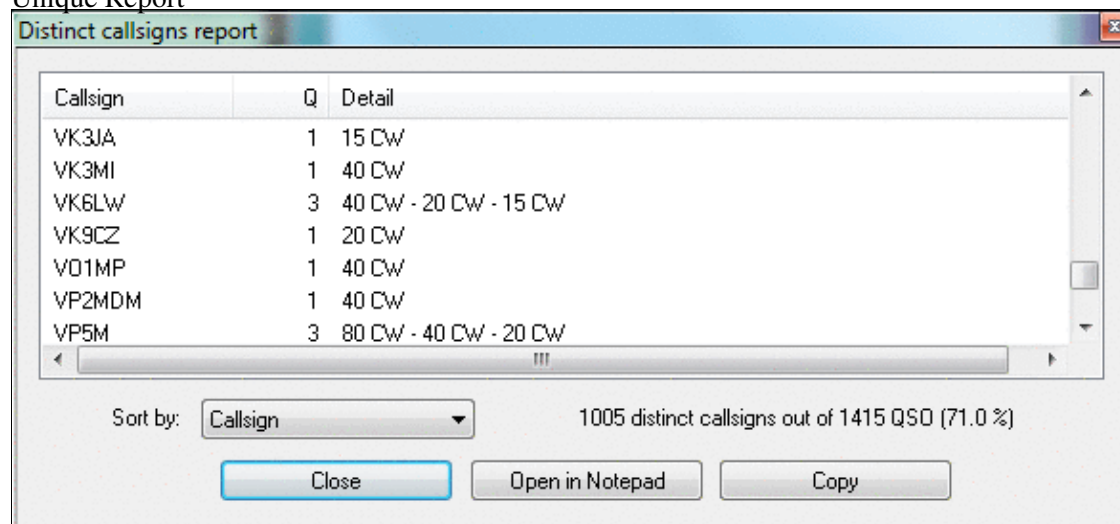 Unique Report
Distinct callsigns report
Callsign Q Detail
VK3JA 1 15 CW
VK3MI 1 40 CW
VK6LW 3 40 CW - 20 CW - 15 CW
VK9CZ 1 20 CW
VO1MP 1 40 CW
VP2MDM 1 40 CW
VP5M 3 80 CW - 40 CW - 20 CW
Sort by: Callsign 1005 distinct callsigns out of 1415 QSO (71.0 %)
Close Open in Notepad Copy